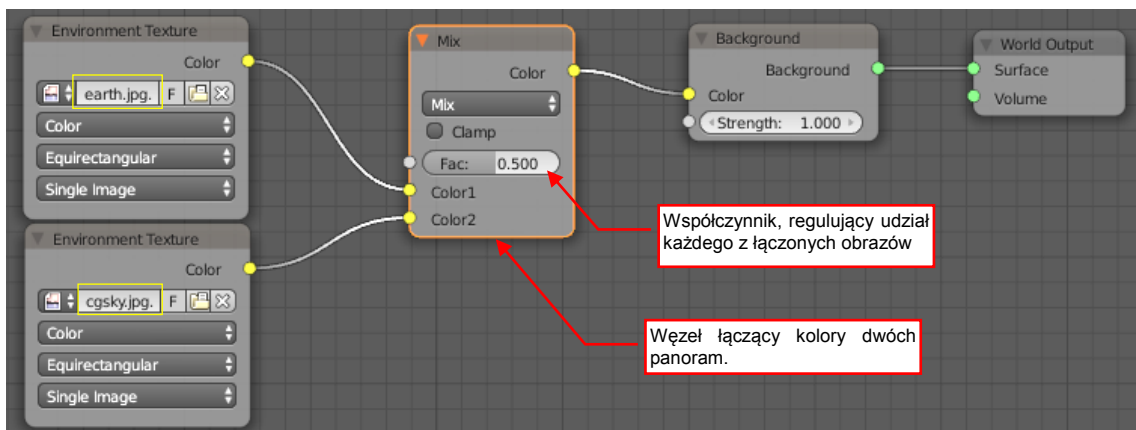 Environment Texture
Color
earth.jpg. F
Color
Equirectangular
Single Image
Environment Texture
Color
cgsky.jpg. F
Color
Equirectangular
Single Image
Mix
Color
Mix
Clamp
Fac: 0.500
Color1
Color2
Background
Background
Color
Strength: 1.000
World Output
Surface
Volume
Współczynnik, regulujący udział
każdego z łączonych obrazów
Węzeł łączący kolory dwóch
panoram.